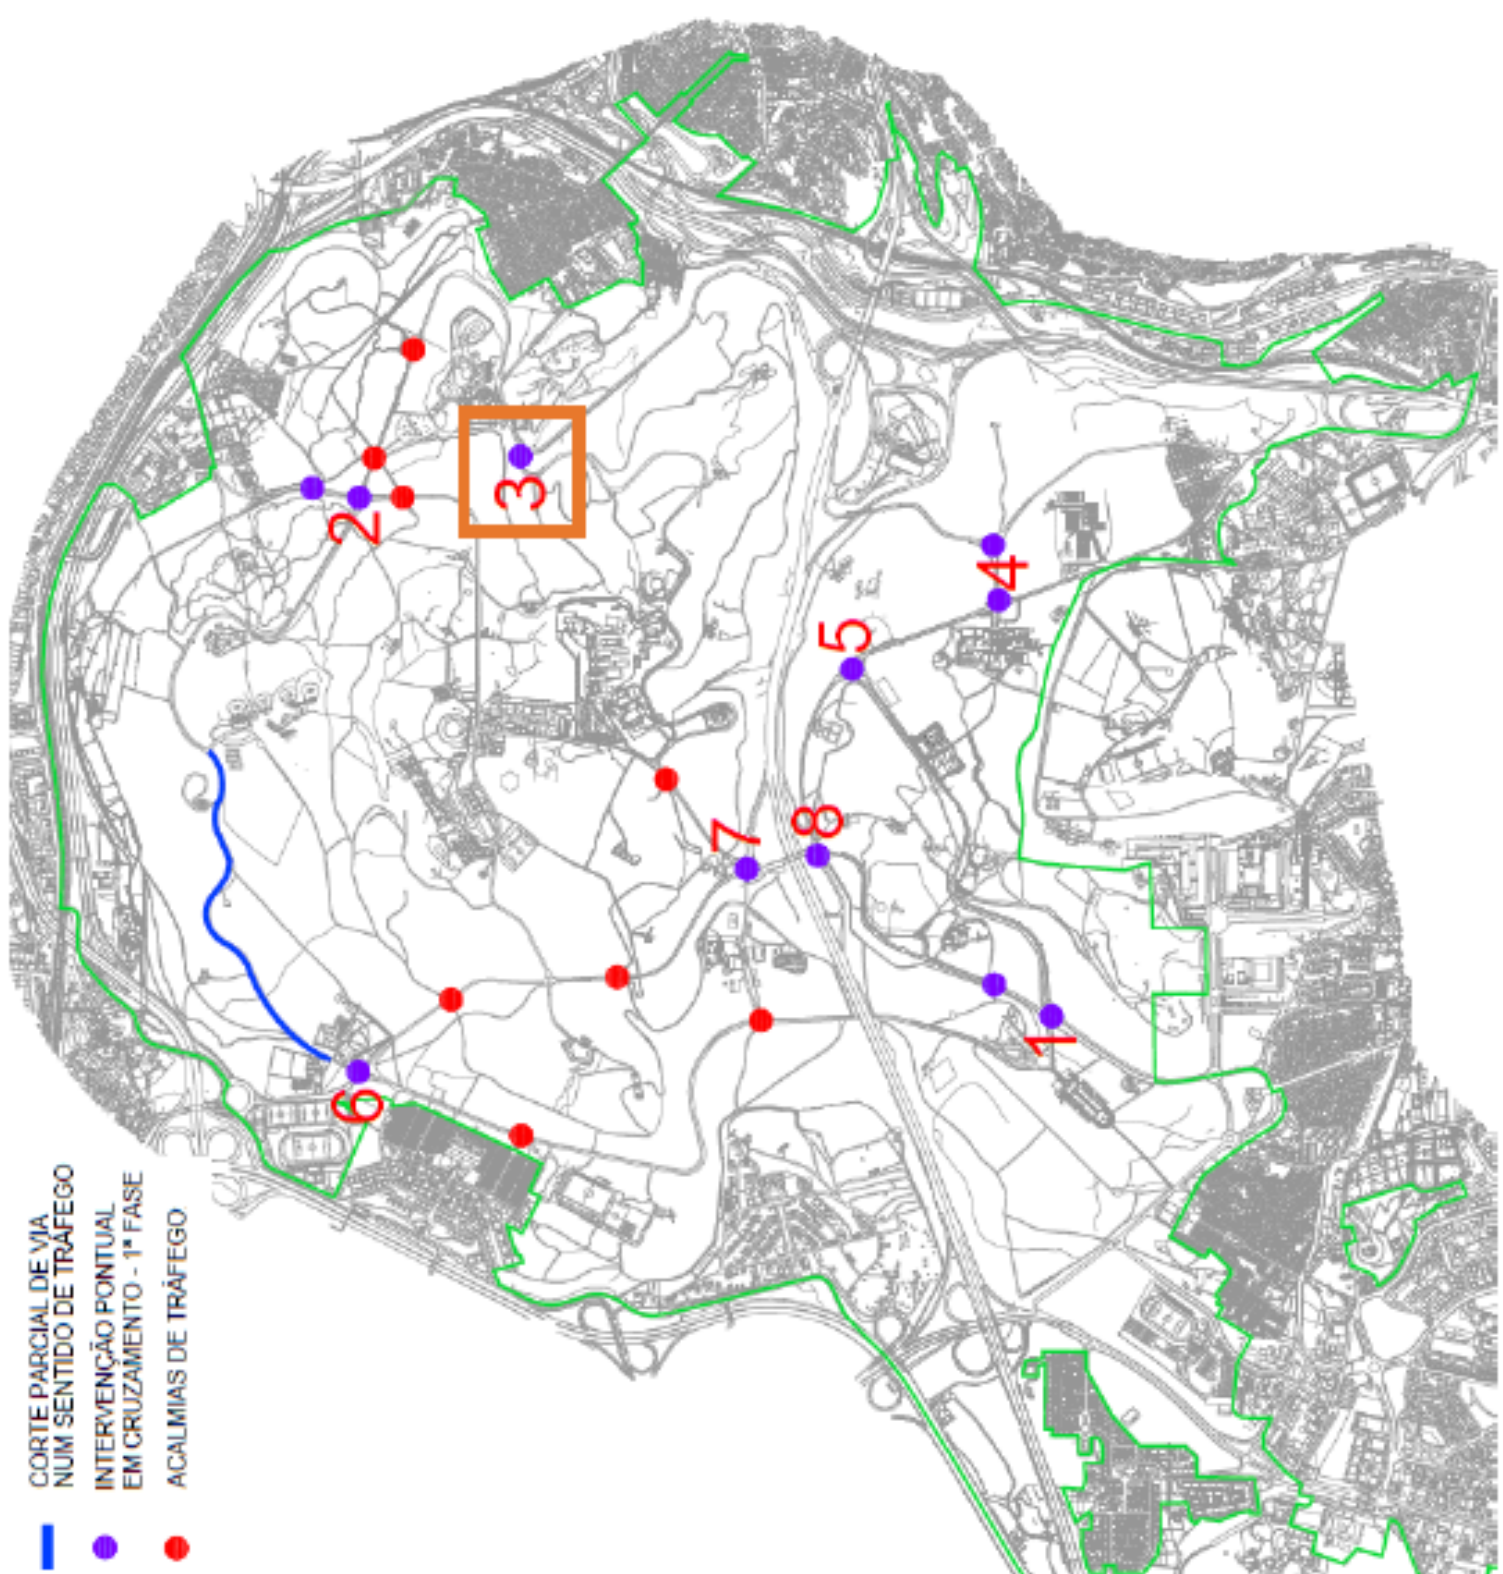 CORTE PARCIAL DE VIA
NUM SENTIDO DE TRÁFEGO
INTERVENÇÃO PONTUAL
EM CRUZAMENTO - 1ª FASE
ACALMIAS DE TRÁFEGO
6
2
3
7
8
5
4
1